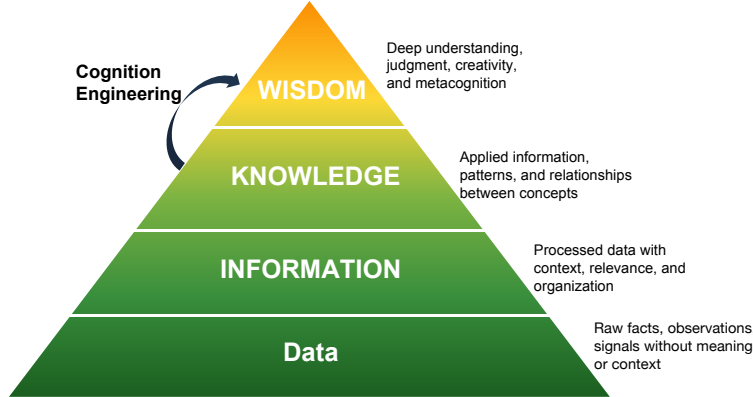 Deep understanding,
judgment, creativity,
and metacognition
Cognition
Engineering
WISDOM
Applied information,
patterns, and relationships
between concepts
KNOWLEDGE
Processed data with
context, relevance, and
organization
INFORMATION
Raw facts, observations
signals without meaning
or context
Data